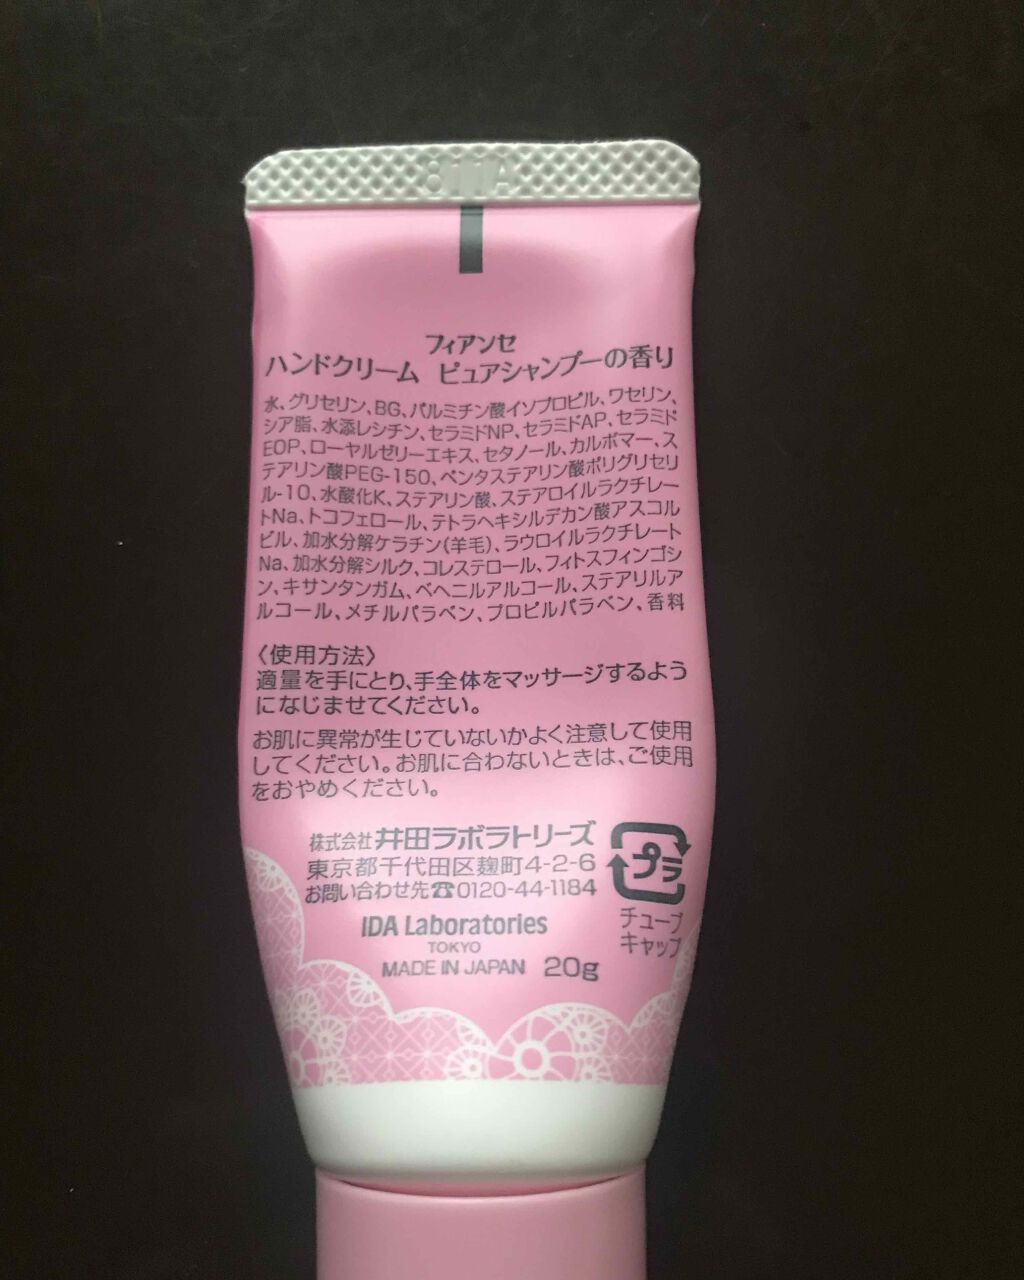 フィアンセ
ハンドクリーム ピュアシャンプーの香り
水、グリセリン、BG、パルミチン酸イソプロピル、ワセリン、
シア脂、水添レシチン、セラミドNP、セラミドAP、セラミド
EOP、ローヤルゼリーエキス、セタノール、カルボマー、ス
テアリン酸PEG-150、ペンタステアリン酸ポリグリセリ
ル-10、水酸化K、ステアリン酸、ステアロイルラクチレー
トNa、トコフェロール、テトラヘキシルデカン酸アスコル
ビル、加水分解ケラチン(羊毛)、ラウロイルラクチレート
Na、加水分解シルク、コレステロール、フィトスフィンゴシ
ン、キサンタンガム、ベヘニルアルコール、ステアリルア
ルコール、メチルパラベン、プロピルパラベン、香料
〈使用方法〉
適量を手にとり、手全体をマッサージするよう
になじませてください。
お肌に異常が生じていないかよく注意して使用
してください。お肌に合わないときは、ご使用
をおやめください。
株式会社 井田ラボラトリーズ
東京都千代田区麹町4-2-6
お問い合わせ先☎0120-44-1184
IDA Laboratories
TOKYO
MADE IN JAPAN 20g
プラ
チューブ
キャップ